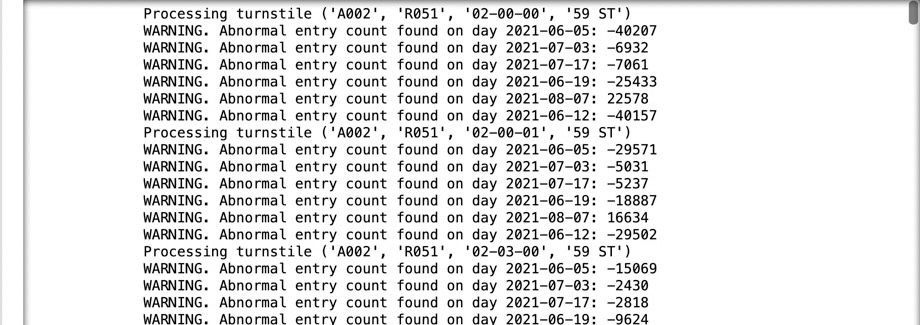 Processing turnstile ('A002', 'R051', '02-00-00', '59 ST')
WARNING. Abnormal entry count found on day 2021-06-05: -40207
WARNING. Abnormal entry count found on day 2021-07-03: -6932
WARNING. Abnormal entry count found on day 2021-07-17: -7061
WARNING. Abnormal entry count found on day 2021-06-19: -25433
WARNING. Abnormal entry count found on day 2021-08-07: 22578
WARNING. Abnormal entry count found on day 2021-06-12: -40157
Processing turnstile ('A002', 'R051', '02-00-01', '59 ST')
WARNING. Abnormal entry count found on day 2021-06-05: -29571
WARNING. Abnormal entry count found on day 2021-07-03: -5031
WARNING. Abnormal entry count found on day 2021-07-17: -5237
WARNING. Abnormal entry count found on day 2021-06-19: -18887
WARNING. Abnormal entry count found on day 2021-08-07: 16634
WARNING. Abnormal entry count found on day 2021-06-12: -29502
Processing turnstile ('A002', 'R051', '02-03-00', '59 ST')
WARNING. Abnormal entry count found on day 2021-06-05: -15069
WARNING. Abnormal entry count found on day 2021-07-03: -2430
WARNING. Abnormal entry count found on day 2021-07-17: -2818
WARNING. Abnormal entry count found on day 2021-06-19: -9624